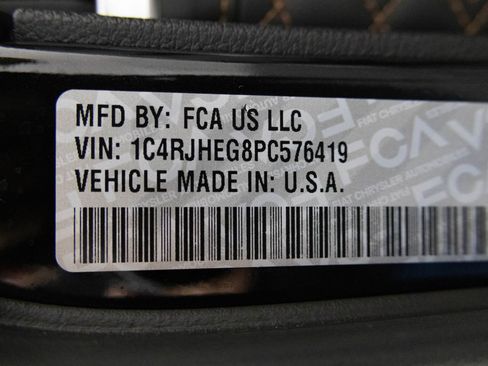 MFD BY: FCA US LLC
VIN: 1C4RJHEG8PC576419
VEHICLE MADE IN: U.S.A.